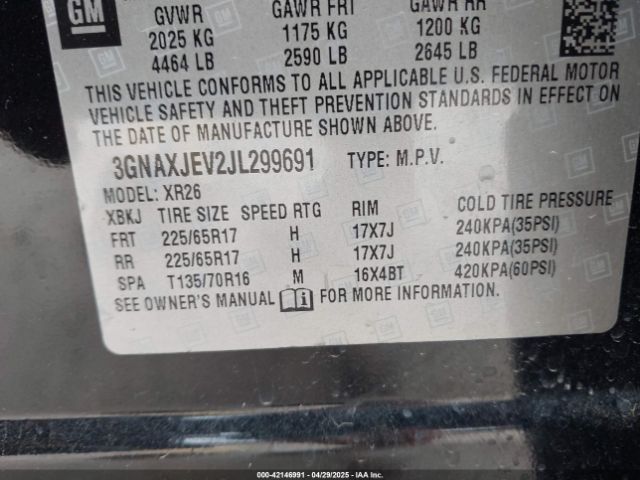 GM
GVWR GAWR FRT GAWR RR
2025 KG 1175 KG 1200 KG
4464 LB 2590 LB 2645 LB
THIS VEHICLE CONFORMS TO ALL APPLICABLE U.S. FEDERAL MOTOR
VEHICLE SAFETY AND THEFT PREVENTION STANDARDS IN EFFECT ON
THE DATE OF MANUFACTURE SHOWN ABOVE.
3GNAXJEV2JL299691 TYPE: M.P.V.
MODEL: XR26
XBKJ TIRE SIZE SPEED RTG RIM COLD TIRE PRESSURE
FRT 225/65R17 H 17X7J 240KPA(35PSI)
RR 225/65R17 H 17X7J 240KPA(35PSI)
SPA T135/70R16 M 16X4BT 420KPA(60PSI)
SEE OWNER'S MANUAL FOR MORE INFORMATION.
000-42146991 04/29/2025 - IAA Corp.